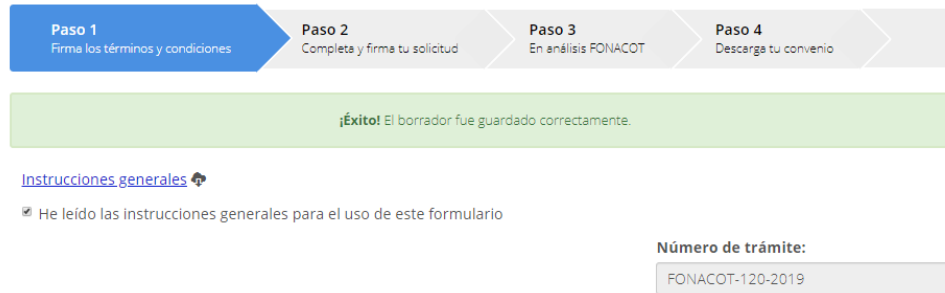 Paso 1
Firma los términos y condiciones
Paso 2
Completa y firma tu solicitud
Paso 3
En análisis FONACOT
Paso 4
Descarga tu convenio
¡Éxito! El borrador fue guardado correctamente.
Instrucciones generales
He leído las instrucciones generales para el uso de este formulario
Número de trámite:
FONACOT-120-2019